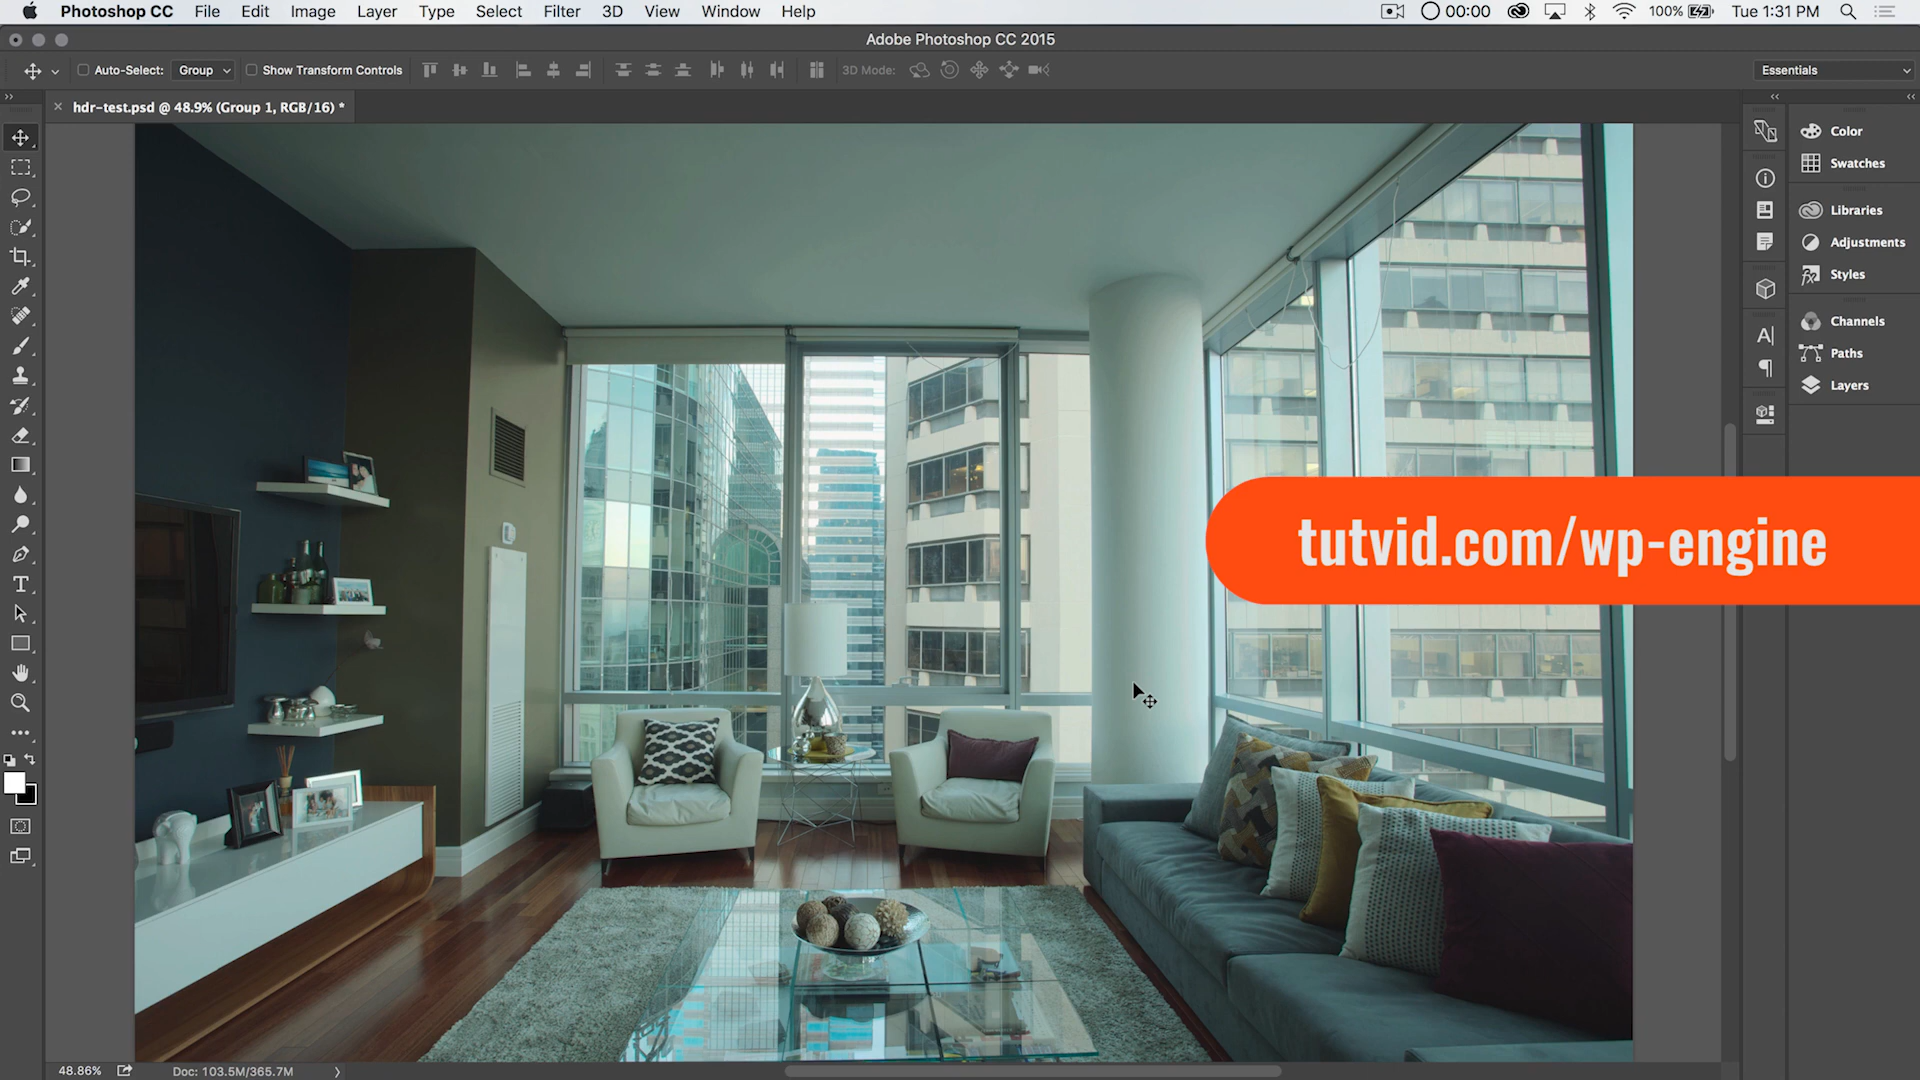 Photoshop CC File Edit Image Layer Type Select Filter 3D View Window Help 00:00 100% Tue 1:31 PM
Adobe Photoshop CC 2015
Auto-Select: Group Show Transform Controls 3D Mode: Essentials
hdr-test.psd @ 48.9% (Group 1, RGB/16) *
Color
Swatches
Libraries
Adjustments
Styles
Channels
Paths
Layers
tutvid.com/wp-engine
48.86% Doc: 103.5M/365.7M